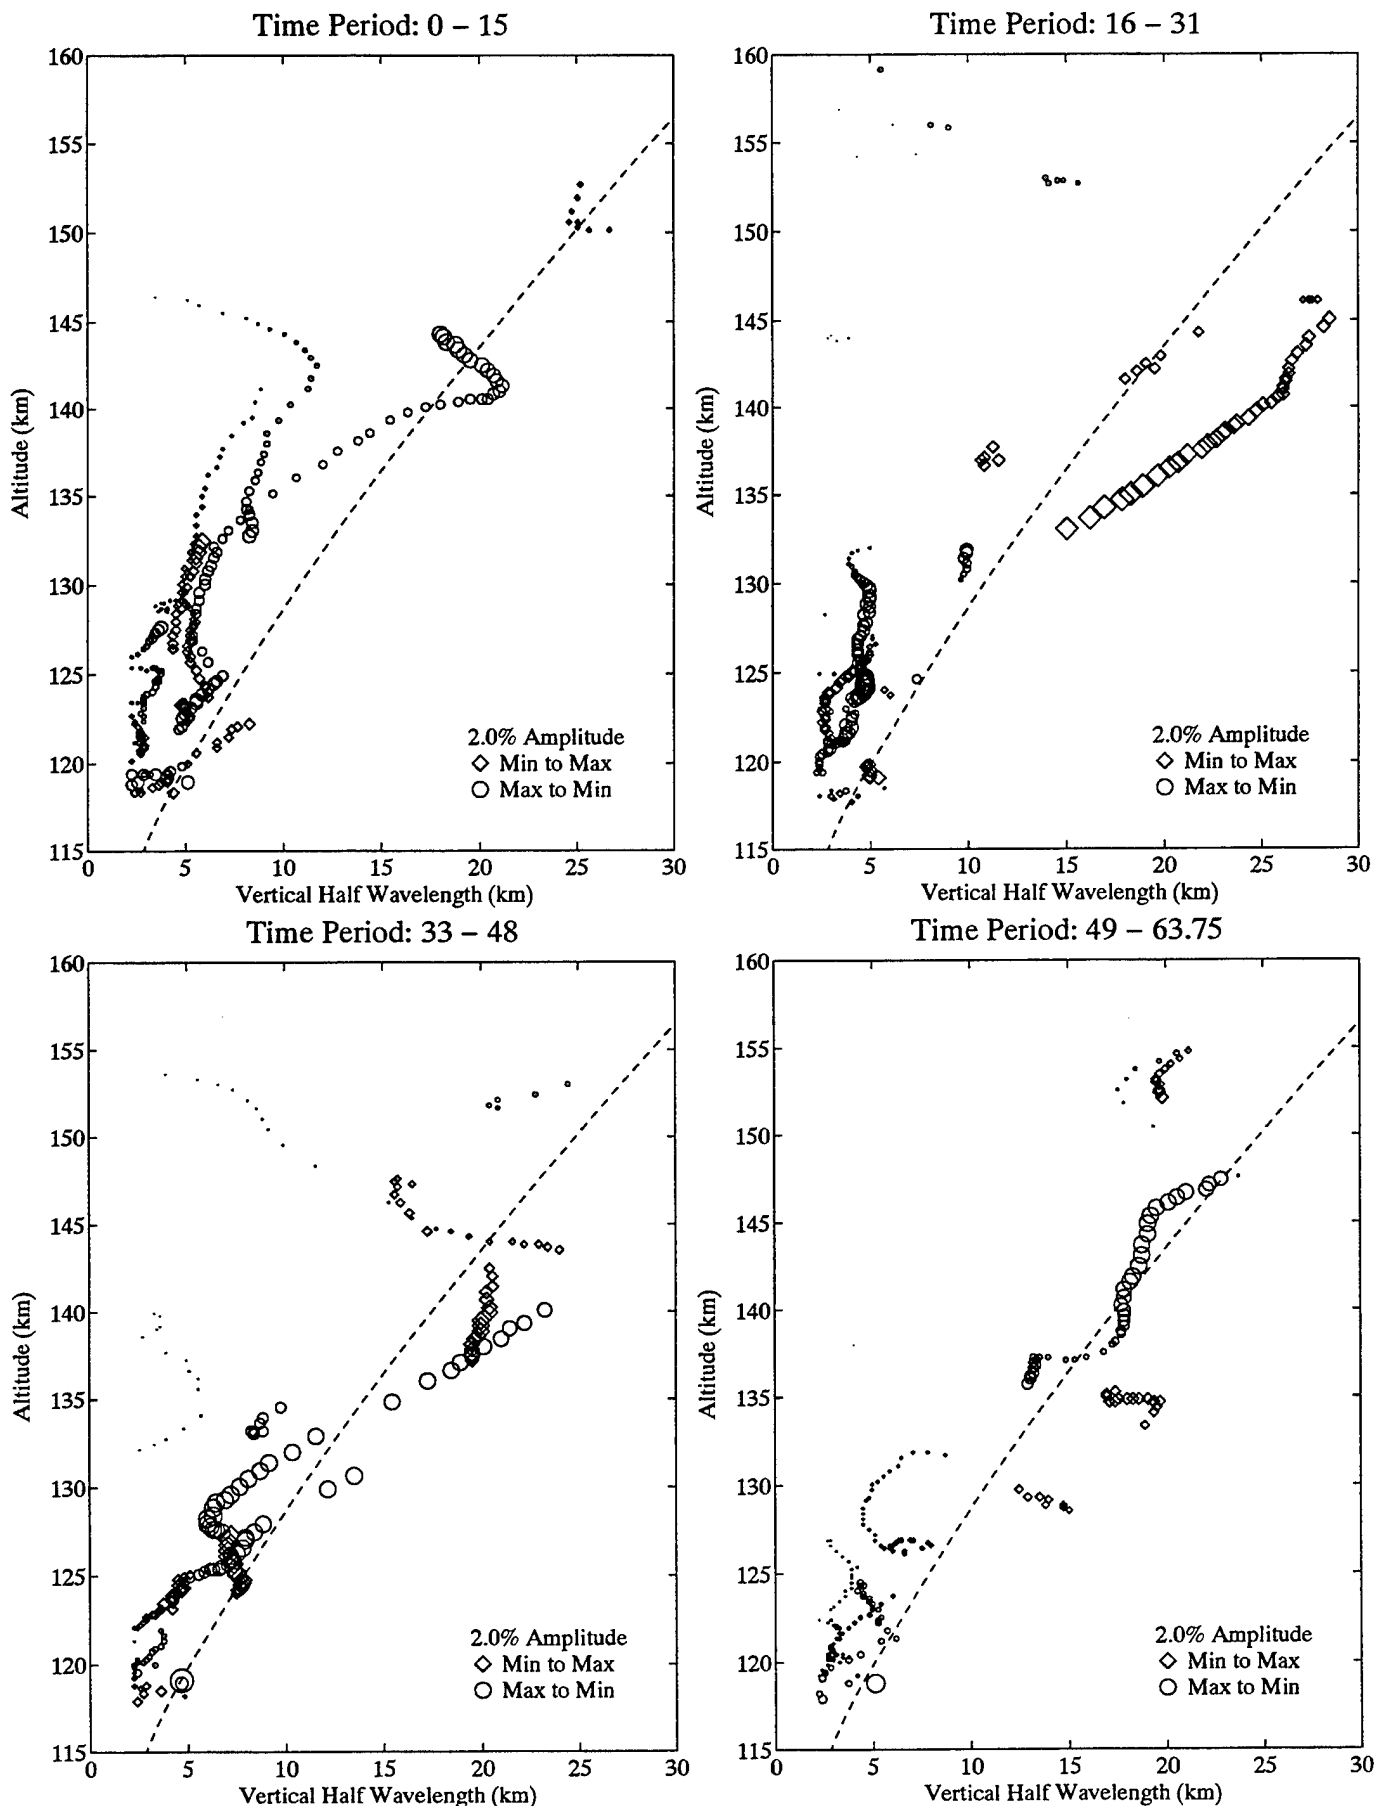 Time Period: 0 – 15
160
155
150
145
140
135
130
125
120
115
Altitude (km)
2.0% Amplitude
Min to Max
Max to Min
0 5 10 15 20 25 30
Vertical Half Wavelength (km)
Time Period: 16 – 31
160
155
150
145
140
135
130
125
120
115
Altitude (km)
2.0% Amplitude
Min to Max
Max to Min
0 5 10 15 20 25 30
Vertical Half Wavelength (km)
Time Period: 33 – 48
160
155
150
145
140
135
130
125
120
115
Altitude (km)
2.0% Amplitude
Min to Max
Max to Min
0 5 10 15 20 25 30
Vertical Half Wavelength (km)
Time Period: 49 – 63.75
160
155
150
145
140
135
130
125
120
115
Altitude (km)
2.0% Amplitude
Min to Max
Max to Min
0 5 10 15 20 25 30
Vertical Half Wavelength (km)